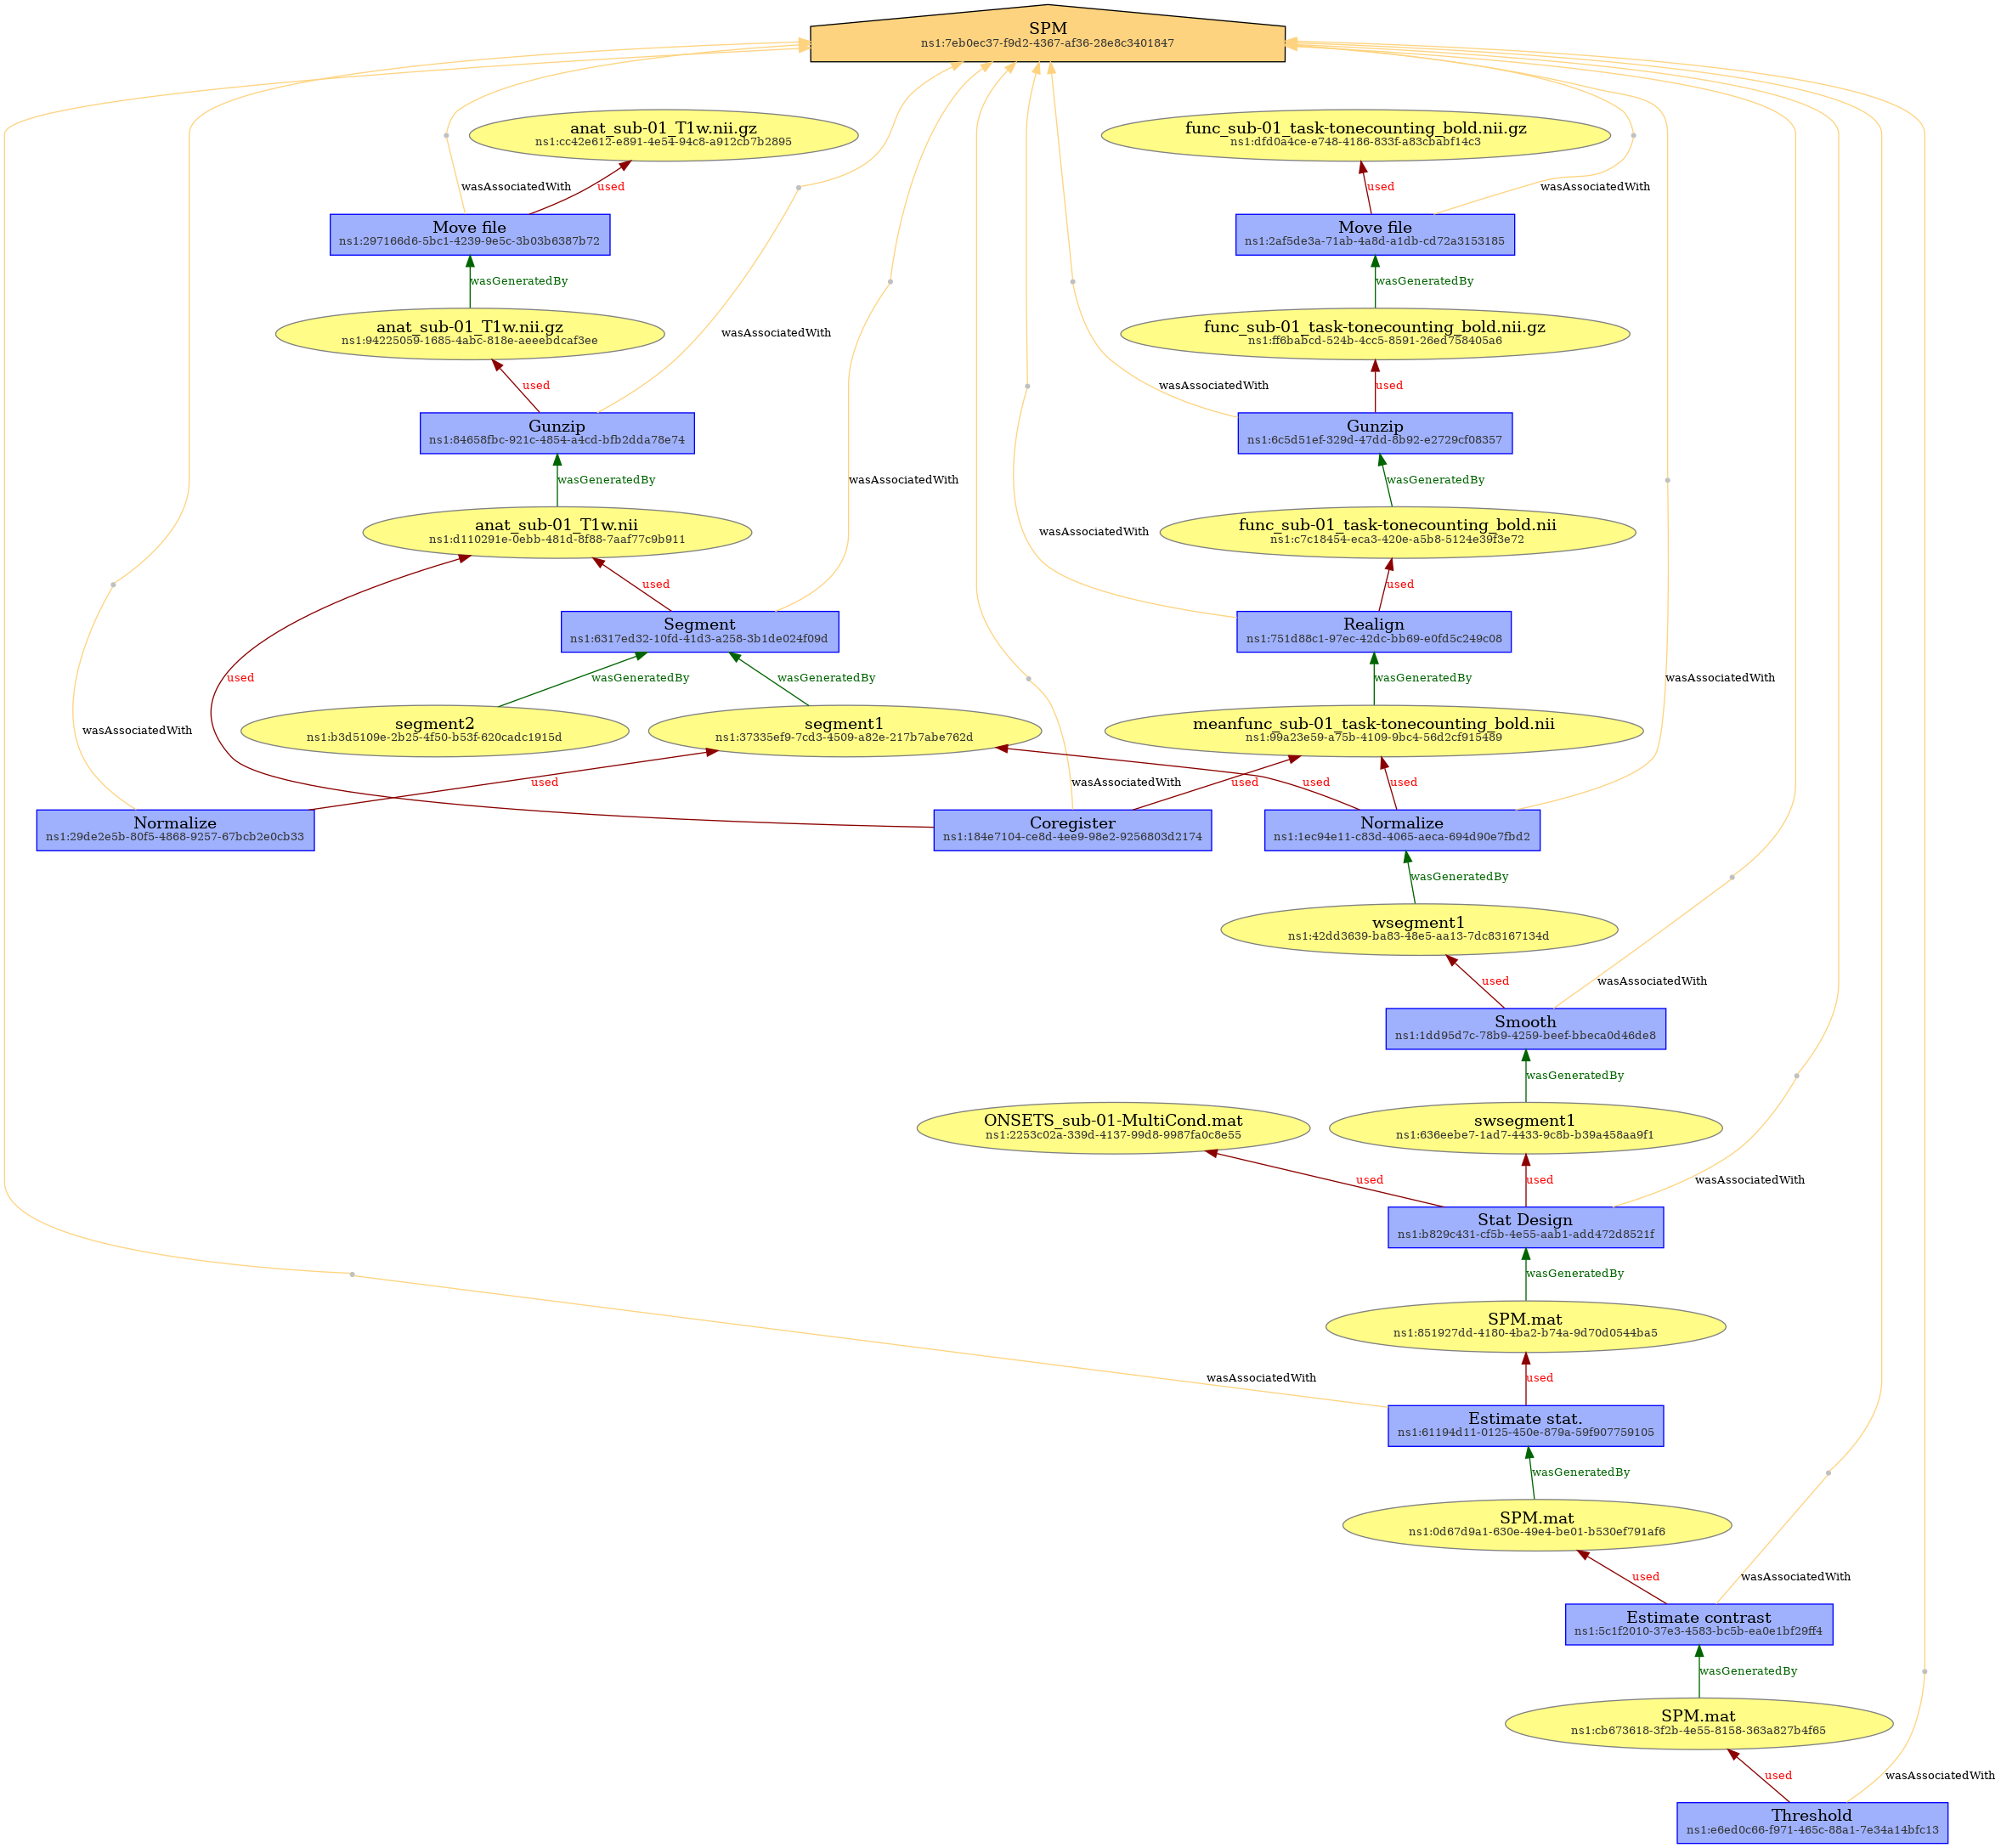 SPM
ns1:7eb0ec37-f9d2-4367-af36-28e8c3401847
anat_sub-01_T1w.nii.gz
ns1:cc42e612-e891-4e54-94c8-a912cb7b2895
func_sub-01_task-tonecounting_bold.nii.gz
ns1:dfd0a4ce-e748-4186-833f-a83cbabf14c3
wasAssociatedWith
used
used
wasAssociatedWith
Move file
ns1:297166d6-5bc1-4239-9e5c-3b03b6387b72
Move file
ns1:2af5de3a-71ab-4a8d-a1db-cd72a3153185
wasGeneratedBy
wasGeneratedBy
anat_sub-01_T1w.nii.gz
ns1:94225059-1685-4abc-818e-aeeebdcaf3ee
wasAssociatedWith
func_sub-01_task-tonecounting_bold.nii.gz
ns1:ff6babcd-524b-4cc5-8591-26ed758405a6
used
wasAssociatedWith
used
Gunzip
ns1:84658fbc-921c-4854-a4cd-bfb2dda78e74
Gunzip
ns1:6c5d51ef-329d-47dd-8b92-e2729cf08357
wasGeneratedBy
wasAssociatedWith
wasGeneratedBy
anat_sub-01_T1w.nii
ns1:d110291e-0ebb-481d-8f88-7aaf77c9b911
wasAssociatedWith
func_sub-01_task-tonecounting_bold.nii
ns1:c7c18454-eca3-420e-a5b8-5124e39f3e72
used
used
Segment
ns1:6317ed32-10fd-41d3-a258-3b1de024f09d
Realign
ns1:751d88c1-97ec-42dc-bb69-e0fd5c249c08
used
wasGeneratedBy
wasGeneratedBy
wasGeneratedBy
wasAssociatedWith
wasAssociatedWith
segment2
ns1:b3d5109e-2b25-4f50-b53f-620cadc1915d
segment1
ns1:37335ef9-7cd3-4509-a82e-217b7abe762d
meanfunc_sub-01_task-tonecounting_bold.nii
ns1:99a23e59-a75b-4109-9bc4-56d2cf915489
used
wasAssociatedWith
used
used
used
Normalize
ns1:29de2e5b-80f5-4868-9257-67bcb2e0cb33
Coregister
ns1:184e7104-ce8d-4ee9-98e2-9256803d2174
Normalize
ns1:1ec94e11-c83d-4065-aeca-694d90e7fbd2
wasGeneratedBy
wsegment1
ns1:42dd3639-ba83-48e5-aa13-7dc83167134d
used
wasAssociatedWith
Smooth
ns1:1dd95d7c-78b9-4259-beef-bbeca0d46de8
wasGeneratedBy
ONSETS_sub-01-MultiCond.mat
ns1:2253c02a-339d-4137-99d8-9987fa0c8e55
swsegment1
ns1:636eebe7-1ad7-4433-9c8b-b39a458aa9f1
used
used
wasAssociatedWith
Stat Design
ns1:b829c431-cf5b-4e55-aab1-add472d8521f
wasGeneratedBy
SPM.mat
ns1:851927dd-4180-4ba2-b74a-9d70d0544ba5
wasAssociatedWith
used
Estimate stat.
ns1:61194d11-0125-450e-879a-59f907759105
wasGeneratedBy
SPM.mat
ns1:0d67d9a1-630e-49e4-be01-b530ef791af6
used
wasAssociatedWith
Estimate contrast
ns1:5c1f2010-37e3-4583-bc5b-ea0e1bf29ff4
wasGeneratedBy
SPM.mat
ns1:cb673618-3f2b-4e55-8158-363a827b4f65
used
wasAssociatedWith
Threshold
ns1:e6ed0c66-f971-465c-88a1-7e34a14bfc13